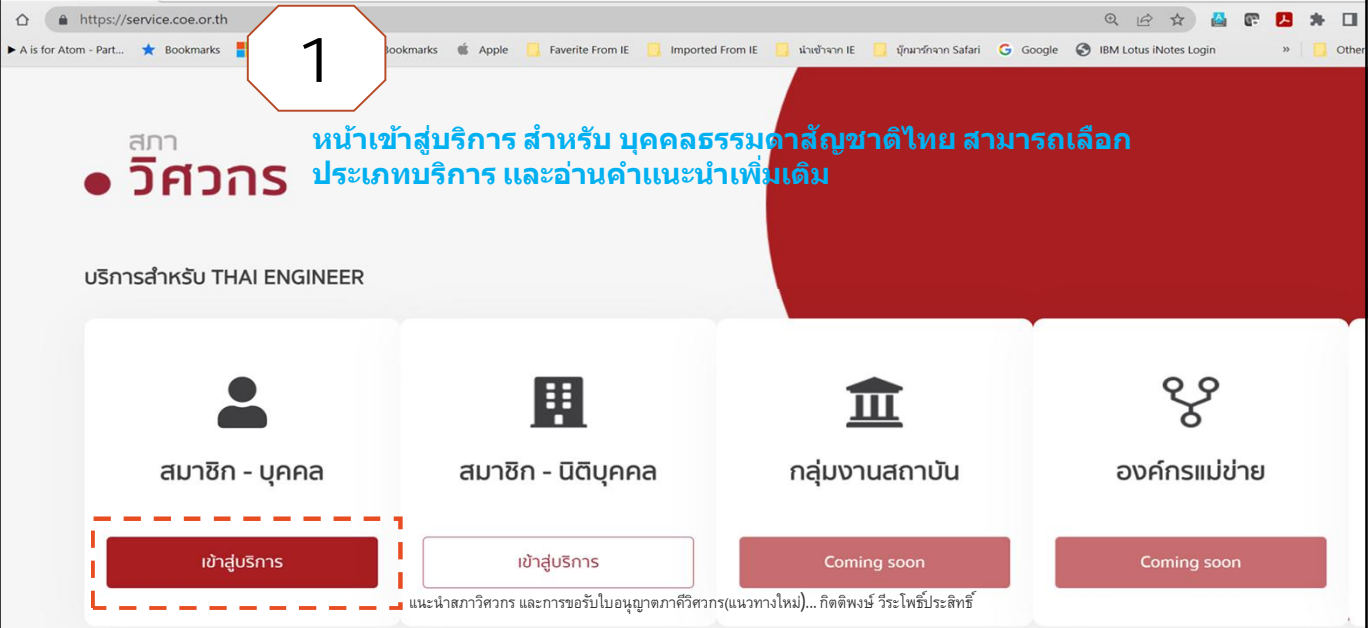 https://service.coe.or.th
A is for Atom - Part... Bookmarks Bookmarks Apple Faverite From IE Imported From IE นำเข้าจาก IE บุ๊กมาร์กจาก Safari Google IBM Lotus iNotes Login » Other
1
หน้าเข้าสู่บริการ สำหรับ บุคคลธรรมดาสัญชาติไทย สามารถเลือก
ประเภทบริการ และอ่านคำแนะนำเพิ่มเติม
สภา
วิศวกร
บริการสำหรับ THAI ENGINEER
สมาชิก - บุคคล
สมาชิก - นิติบุคคล
กลุ่มงานสถาบัน
องค์กรแม่ข่าย
เข้าสู่บริการ
เข้าสู่บริการ
Coming soon
Coming soon
แนะนำสภาวิศวกร และการขอรับใบอนุญาตภาคีวิศวกร(แนวทางใหม่)... กิตติพงษ์ วีระโพธิ์ประสิทธิ์